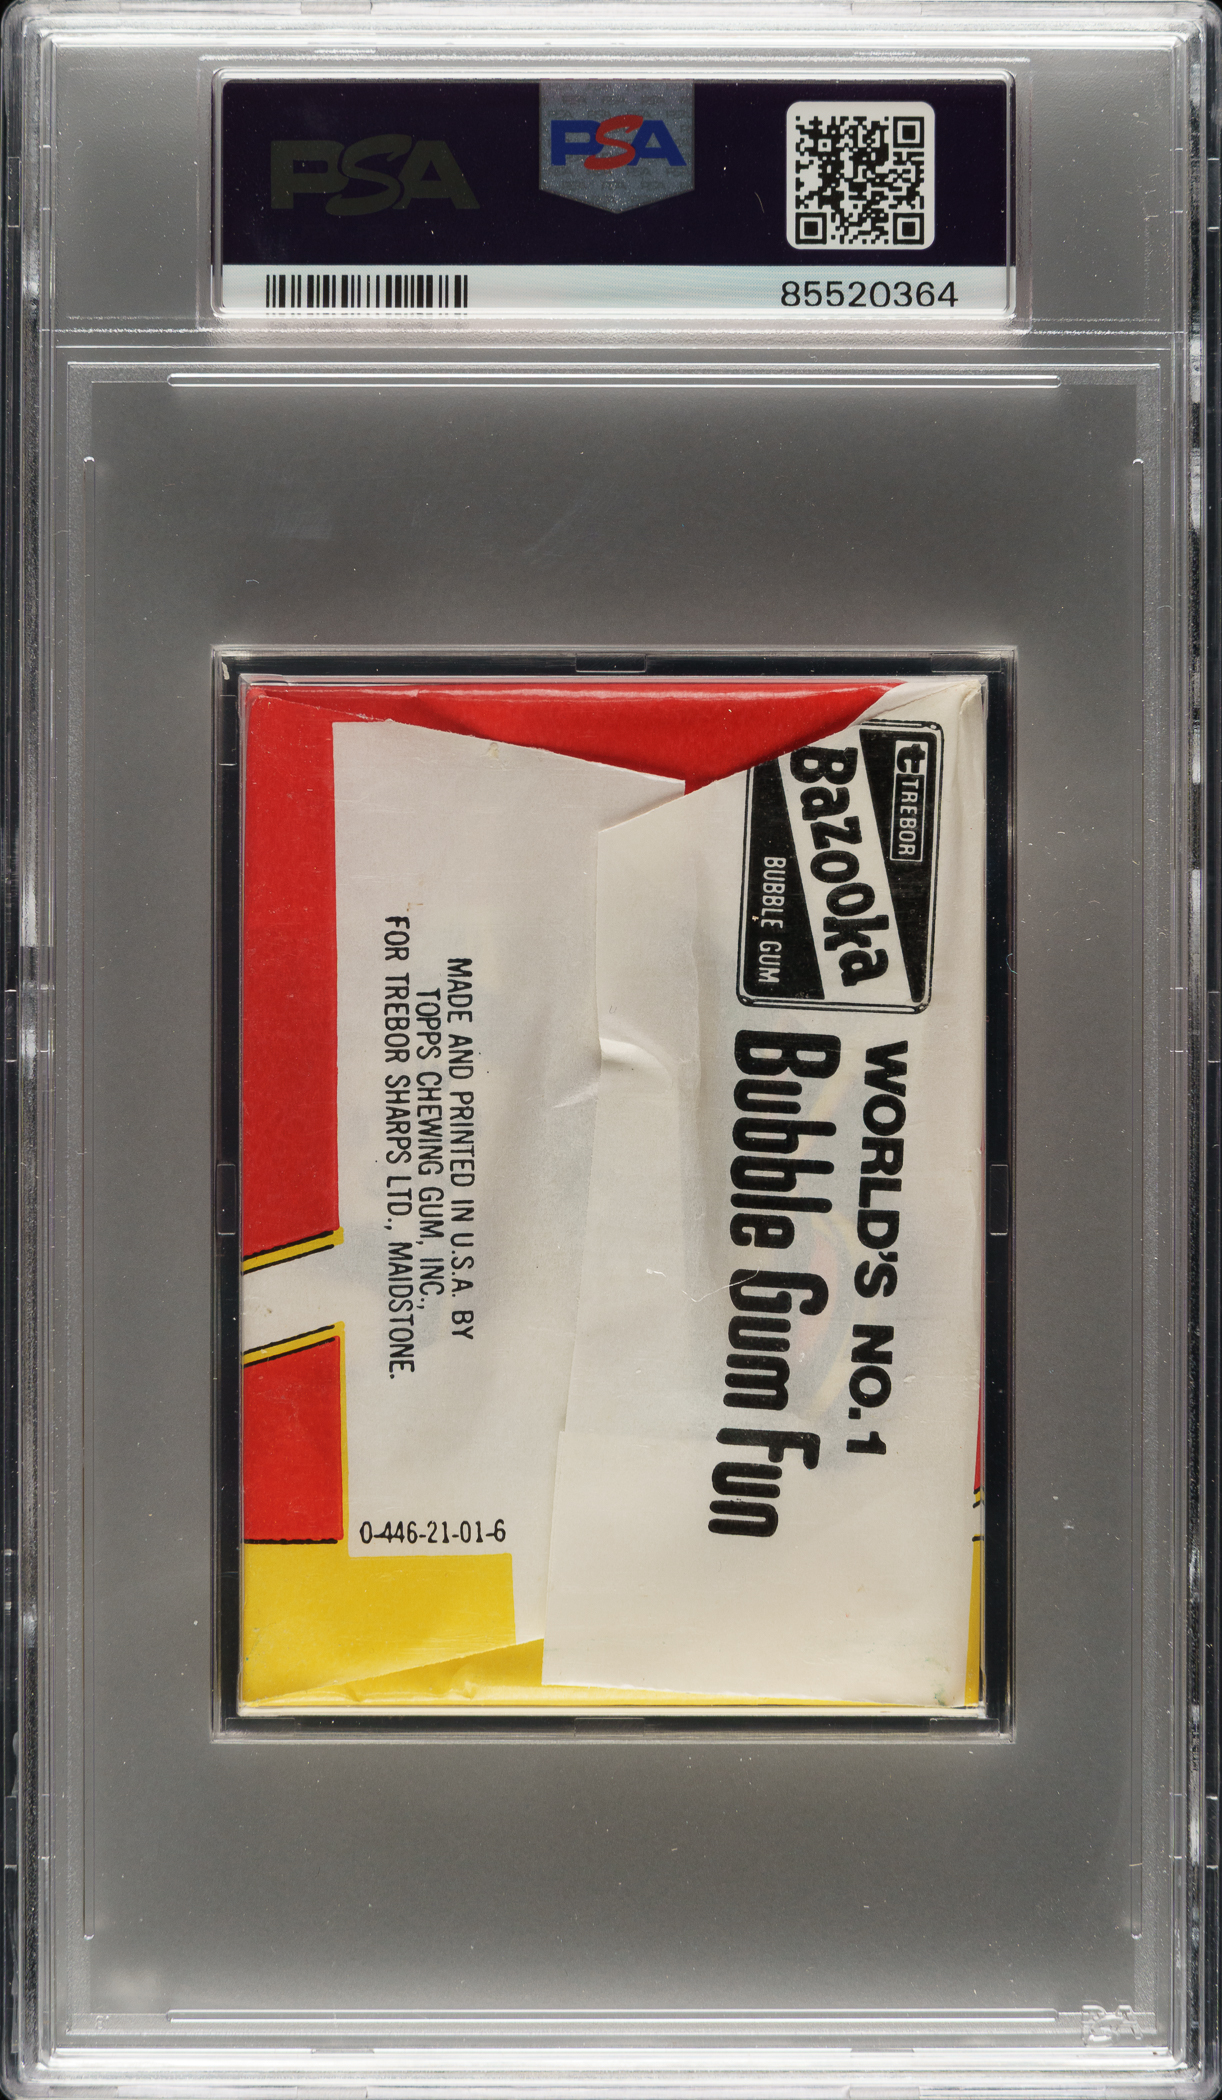 PSA
PSA
85520364
t TREBOR
Bazooka
BUBBLE GUM
WORLD'S NO. 1
Bubble Gum Fun
MADE AND PRINTED IN U.S.A. BY
TOPPS CHEWING GUM, INC.,
FOR TREBOR SHARPS LTD., MAIDSTONE.
0-446-21-01-6
PSA